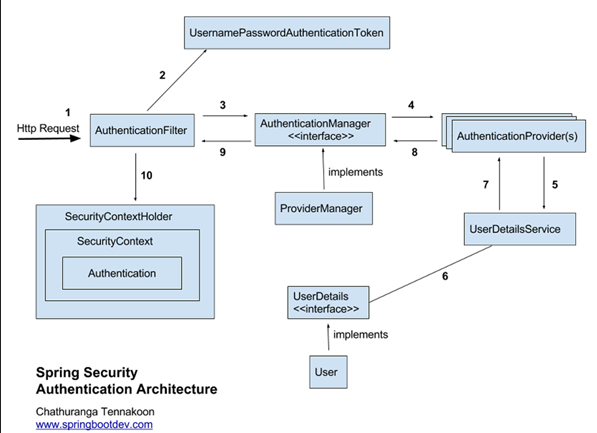 UsernamePasswordAuthenticationToken
2
1
Http Request
AuthenticationFilter
3
9
AuthenticationManager
<<interface>>
4
8
AuthenticationProvider(s)
implements
ProviderManager
10
7
5
SecurityContextHolder
SecurityContext
Authentication
UserDetailsService
6
UserDetails
<<interface>>
implements
User
Spring Security
Authentication Architecture
Chathuranga Tennakoon
www.springbootdev.com